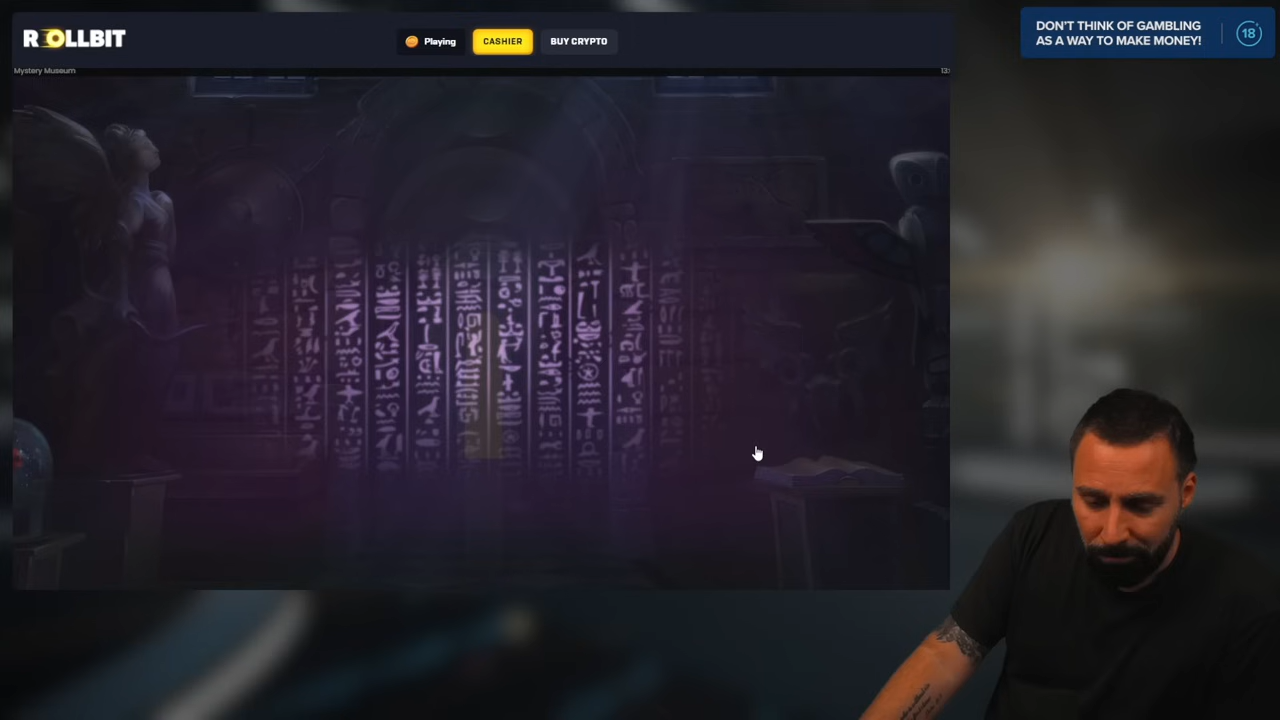 ROLLBIT
Playing
CASHIER
BUY CRYPTO
DON'T THINK OF GAMBLING
AS A WAY TO MAKE MONEY!
18+
Mystery Museum